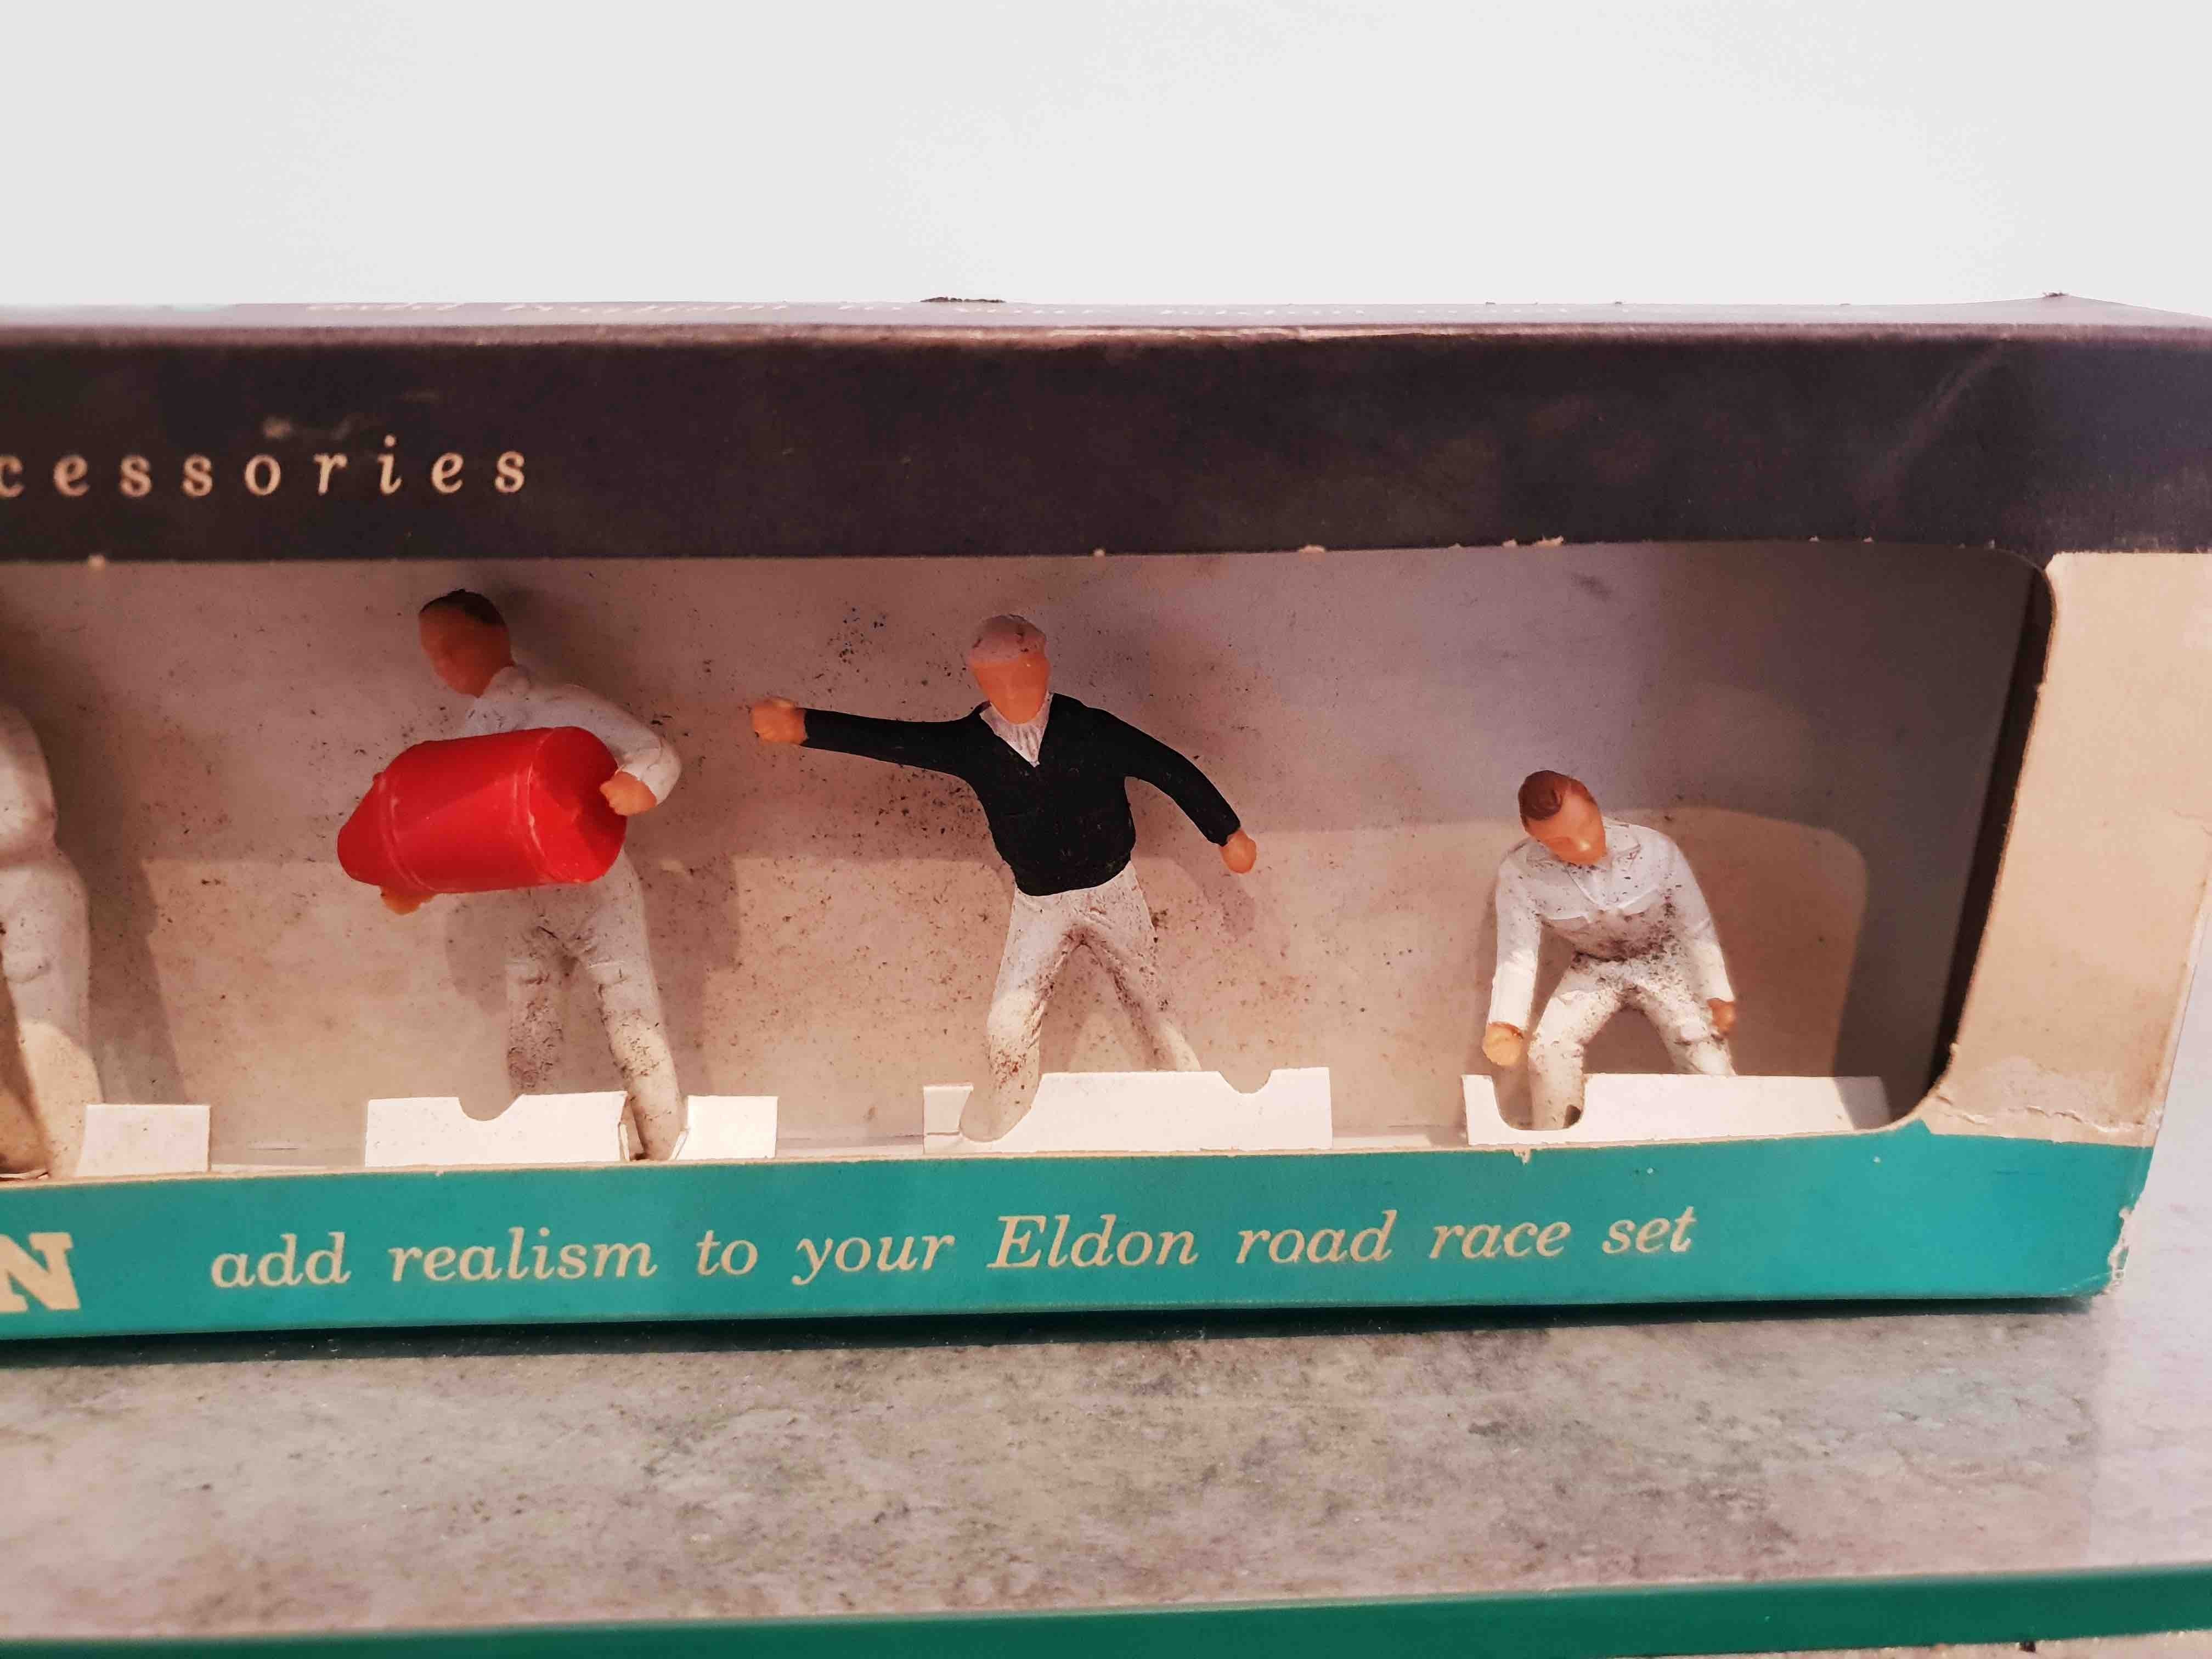 cessories
N add realism to your Eldon road race set